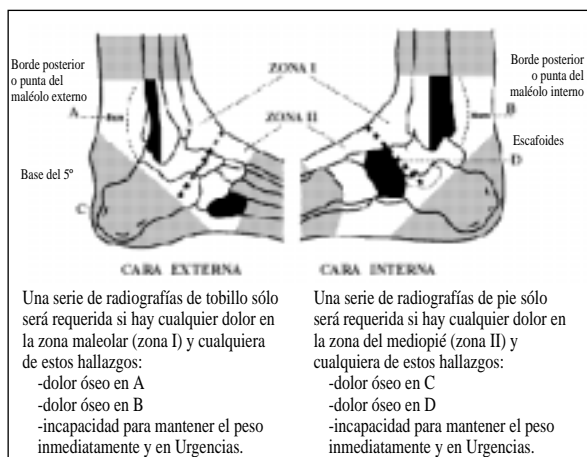 Borde posterior
o punta del
maléolo externo
A
6cm
Base del 5º
C
ZONA I
ZONA II
Borde posterior
o punta del
maléolo interno
B
Escafoides
D
CARA EXTERNA
CARA INTERNA
Una serie de radiografías de tobillo sólo
será requerida si hay cualquier dolor en
la zona maleolar (zona I) y cualquiera
de estos hallazgos:
-dolor óseo en A
-dolor óseo en B
-incapacidad para mantener el peso
inmediatamente y en Urgencias.
Una serie de radiografías de pie sólo
será requerida si hay cualquier dolor en
la zona del mediopié (zona II) y
cualquiera de estos hallazgos:
-dolor óseo en C
-dolor óseo en D
-incapacidad para mantener el peso
inmediatamente y en Urgencias.